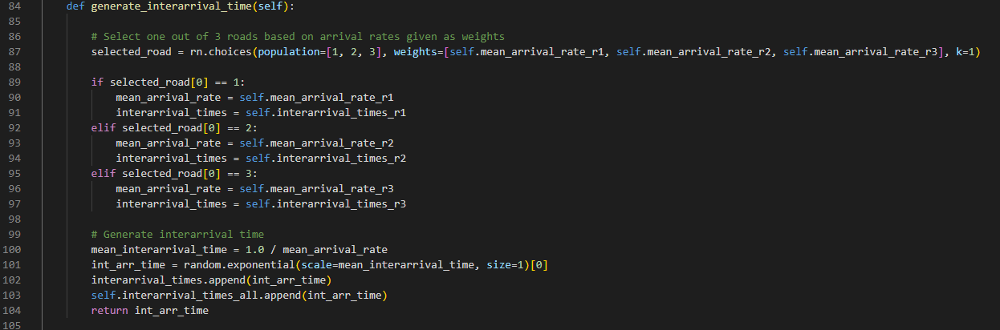 84 def generate_interarrival_time(self):
85
86 # Select one out of 3 roads based on arrival rates given as weights
87 selected_road = rn.choices(population=[1, 2, 3], weights=[self.mean_arrival_rate_r1, self.mean_arrival_rate_r2, self.mean_arrival_rate_r3], k=1)
88
89 if selected_road[0] == 1:
90 mean_arrival_rate = self.mean_arrival_rate_r1
91 interarrival_times = self.interarrival_times_r1
92 elif selected_road[0] == 2:
93 mean_arrival_rate = self.mean_arrival_rate_r2
94 interarrival_times = self.interarrival_times_r2
95 elif selected_road[0] == 3:
96 mean_arrival_rate = self.mean_arrival_rate_r3
97 interarrival_times = self.interarrival_times_r3
98
99 # Generate interarrival time
100 mean_interarrival_time = 1.0 / mean_arrival_rate
101 int_arr_time = random.exponential(scale=mean_interarrival_time, size=1)[0]
102 interarrival_times.append(int_arr_time)
103 self.interarrival_times_all.append(int_arr_time)
104 return int_arr_time
105